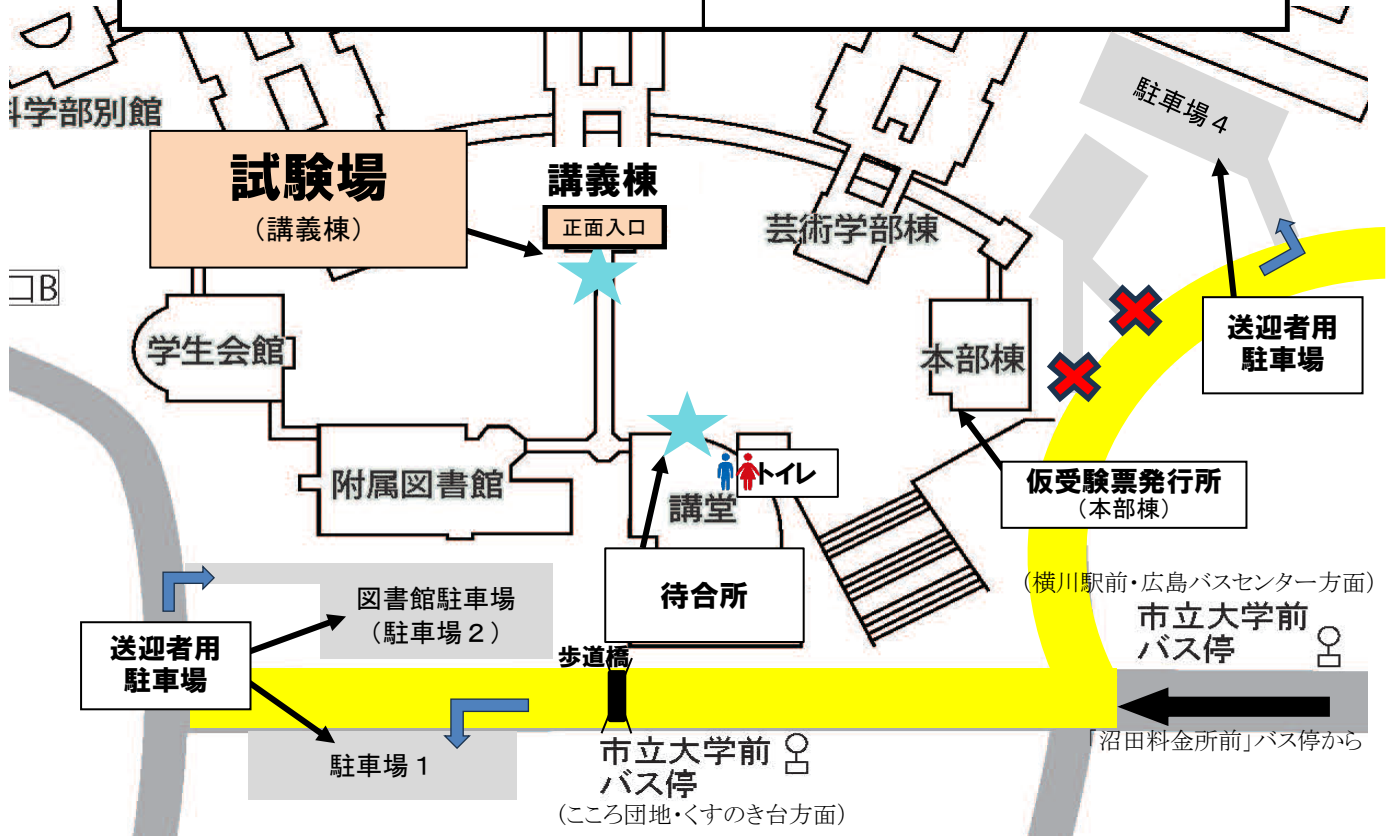 駐車場４
科学部別館
試験場
（講義棟）
講義棟
正面入口
芸術学部棟
口B
学生会館
本部棟
送迎者用
駐車場
附属図書館
トイレ
講堂
仮受験票発行所
（本部棟）
待合所
（横川駅前・広島バスセンター方面）
市立大学前
バス停
図書館駐車場
（駐車場２）
送迎者用
駐車場
歩道橋
「沼田料金所前」バス停から
駐車場１
市立大学前
バス停
（こころ団地・くすのき台方面）